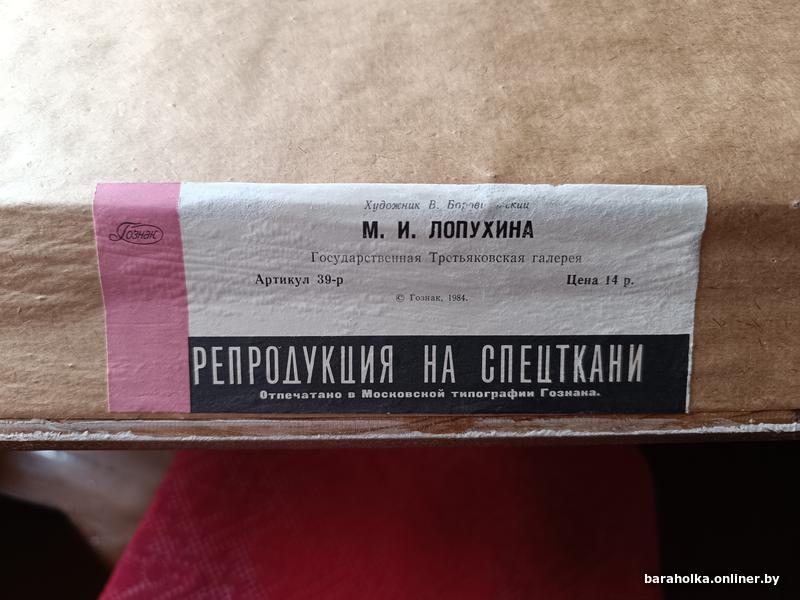 Гознак
Художник В.
М. И. ЛОПУХИНА
Государственная Третьяковская галерея
Артикул 39-р
Цена 14 р.
© Гознак, 1984.
РЕПРОДУКЦИЯ НА СПЕЦТКАНИ
Отпечатано в Московской типографии Гознака.
baraholka.onliner.by